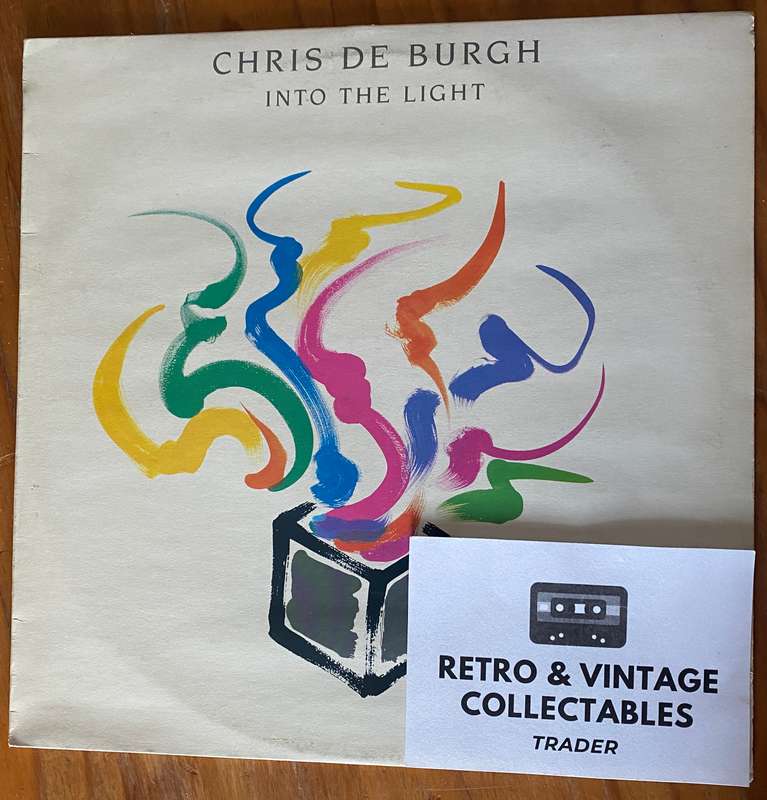 CHRIS DE BURGH
INTO THE LIGHT
RETRO & VINTAGE
COLLECTABLES
TRADER